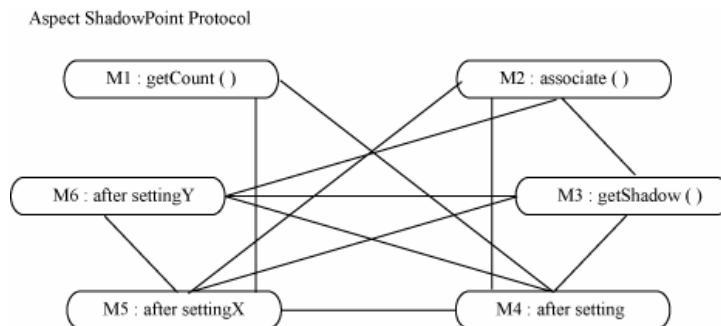 Aspect ShadowPoint Protocol
M1 : getCount ( )
M2 : associate ( )
M6 : after settingY
M3 : getShadow ( )
M5 : after settingX
M4 : after setting